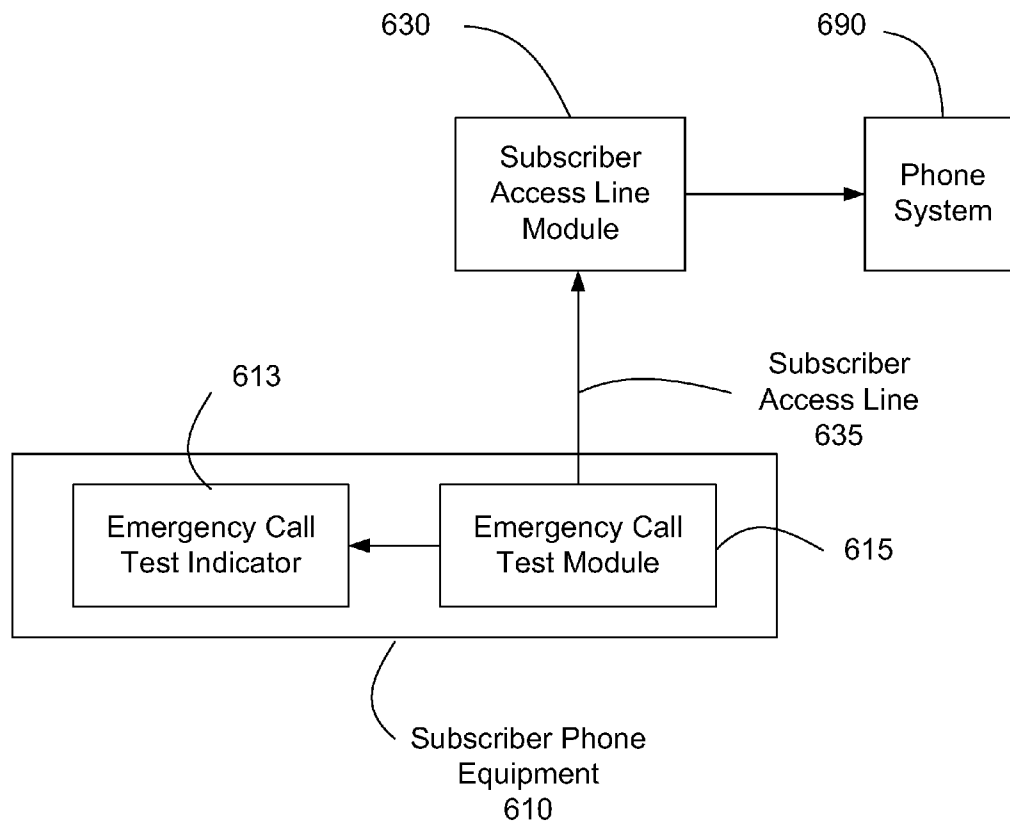 630
690
Subscriber
Access Line
Module
Phone
System
Subscriber
Access Line
635
613
Emergency Call
Test Indicator
Emergency Call
Test Module
615
Subscriber Phone
Equipment
610